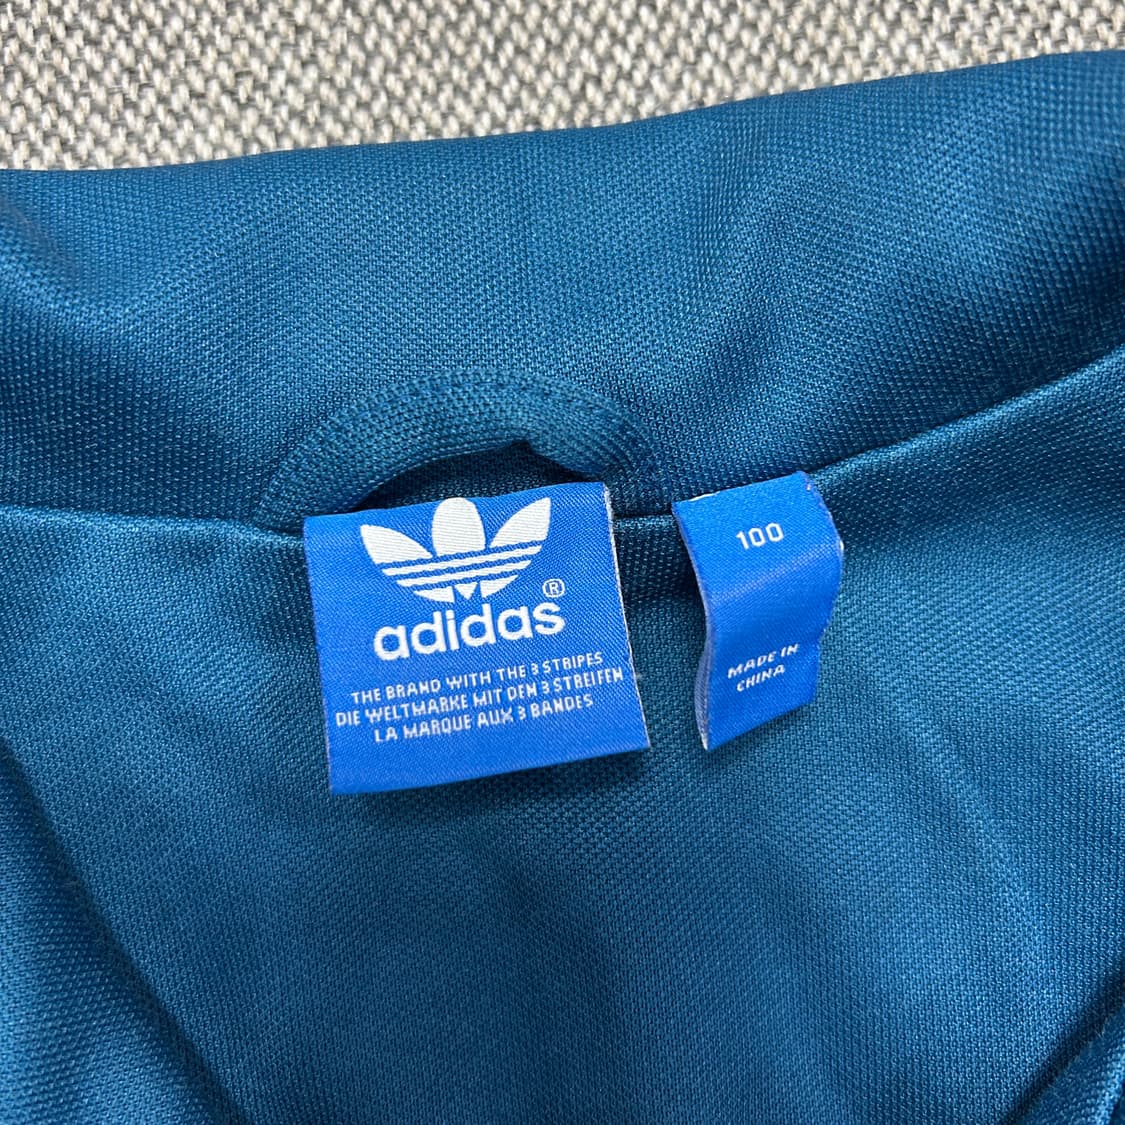 adidas®
THE BRAND WITH THE 3 STRIPES
DIE WELTMARKE MIT DEN 3 STREIFEN
LA MARQUE AUX 3 BANDES
100
MADE IN
CHINA